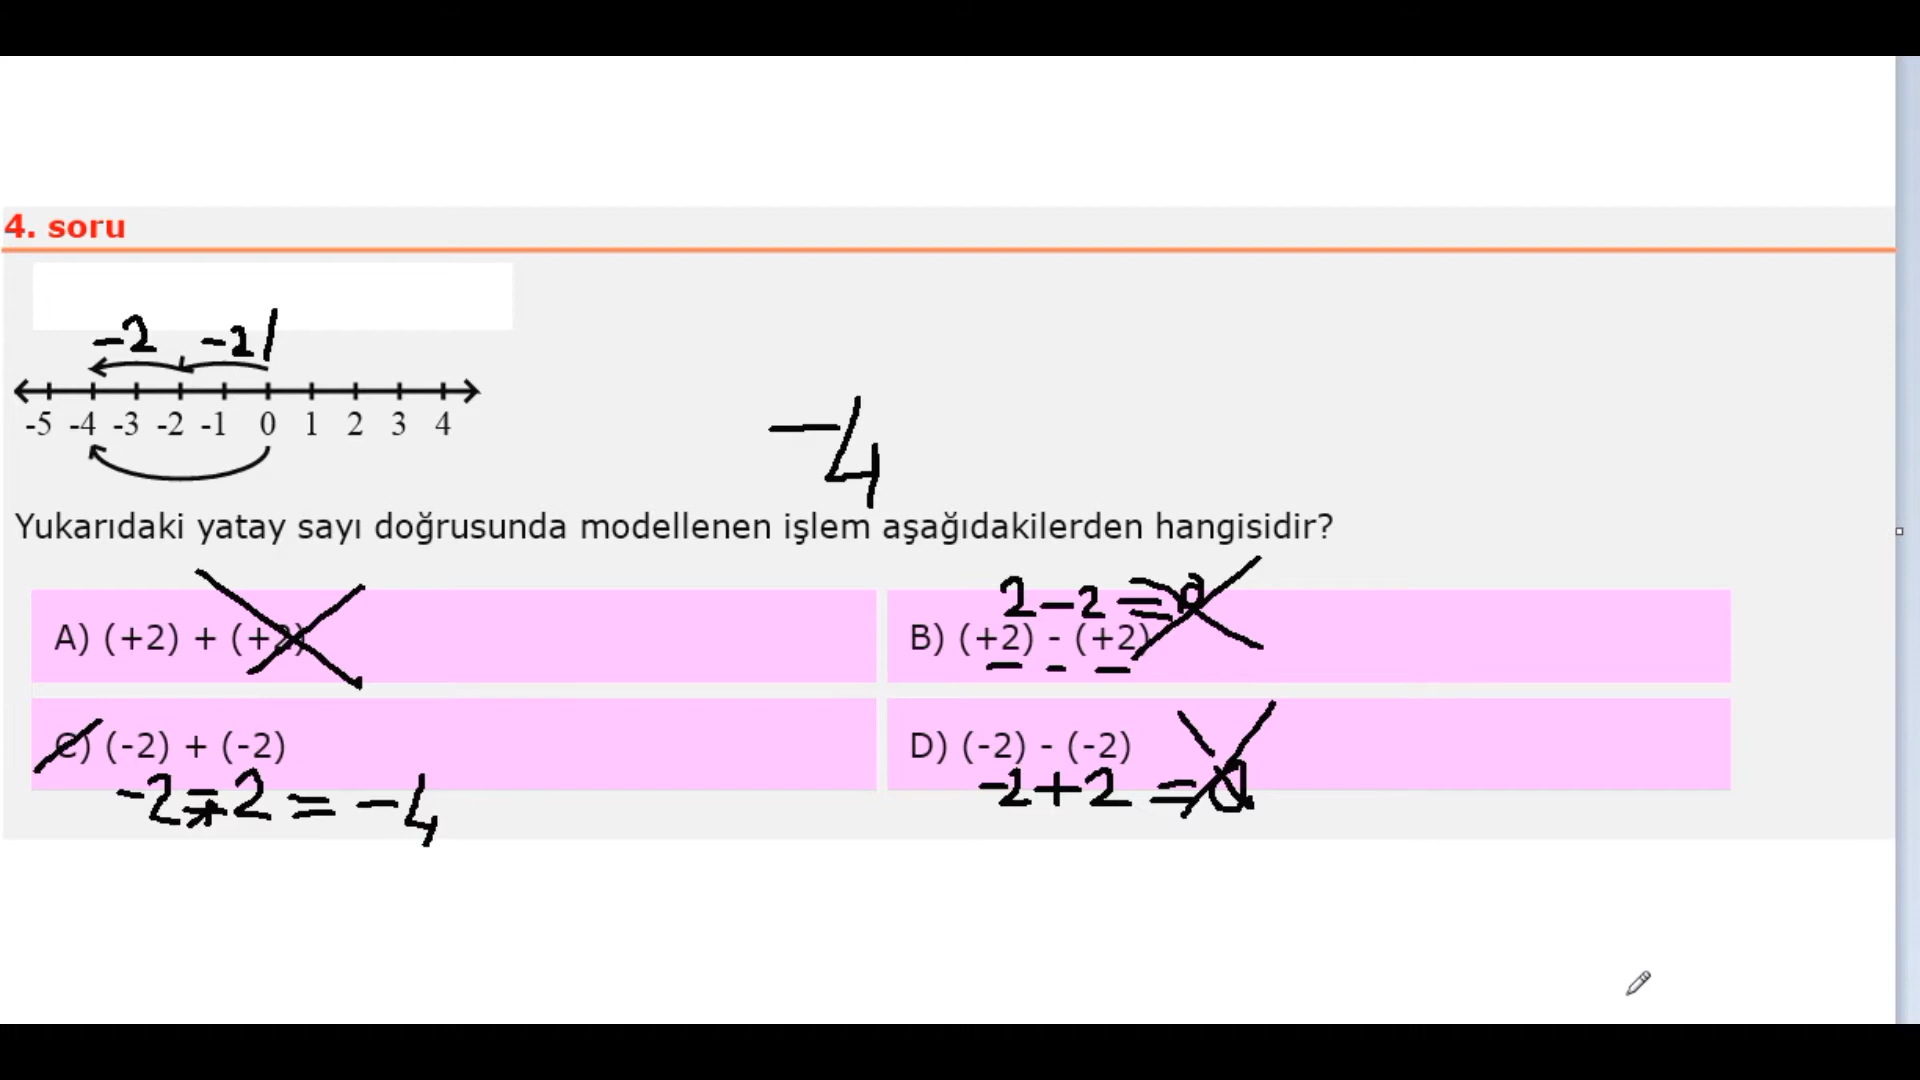 4. soru
-2 -2
-5 -4 -3 -2 -1 0 1 2 3 4
-4
Yukarıdaki yatay sayı doğrusunda modellenen işlem aşağıdakilerden hangisidir?
2-2=0
A) (+2) + (+2)
B) (+2) - (+2)
C) (-2) + (-2)
D) (-2) - (-2)
-2-2=-4
-2+2=0